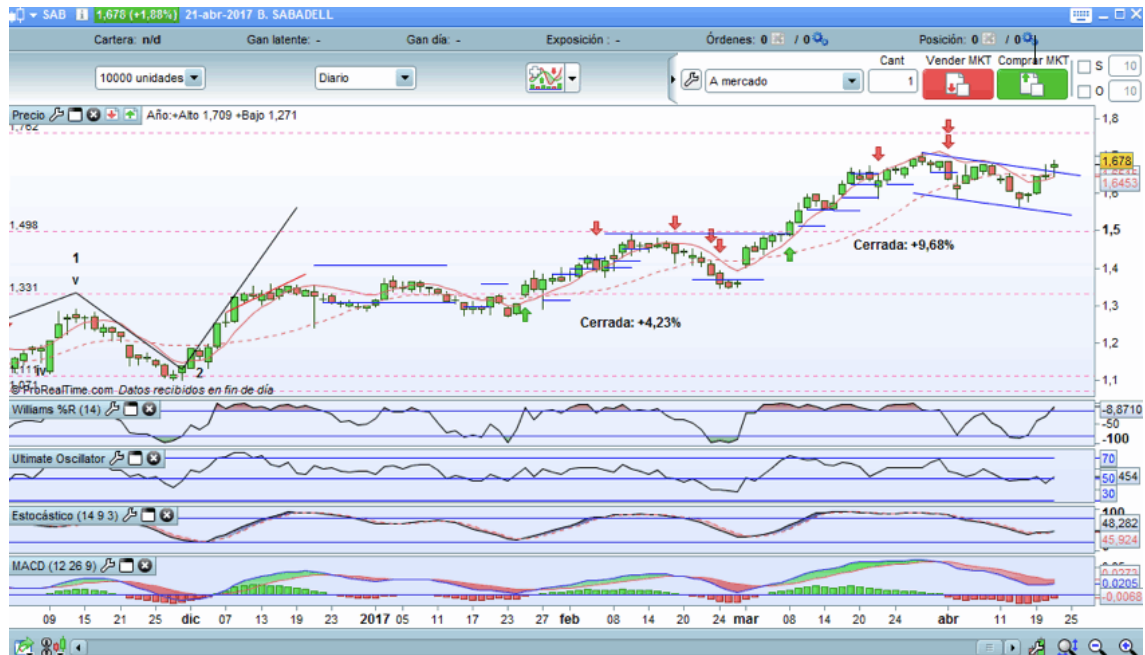 SAB 1,678 (+1,88%) 21-abr-2017 B. SABADELL
Cartera: n/d Gan latente: - Gan día: - Exposición : - Órdenes: 0 / 0 Posición: 0 / 0
10000 unidades Diario A mercado Cant 1 Vender MKT Comprar MKT S 10
O 10
Precio Año:+Alto 1,709 +Bajo 1,271
1,762
1,8
1,678
1,6453
1,6
1,498
1,5
1 v
Cerrada: +9,68%
1,4
1,331
1,3
Cerrada: +4,23%
1,2
1,111 iv 2
1,1
1,071
© ProRealTime.com Datos recibidos en fin de día
Williams %R (14)
-8,8710
-50
-100
Ultimate Oscillator
70
50 454
30
Estocástico (14 9 3)
100
48,282
45,924
MACD (12 26 9)
0,0273
0,0205
-0,0068
09 15 21 25 dic 07 13 21 2017 05 11 17 23 27 feb 08 14 20 24 mar 08 14 20 24 abr 10 19 25